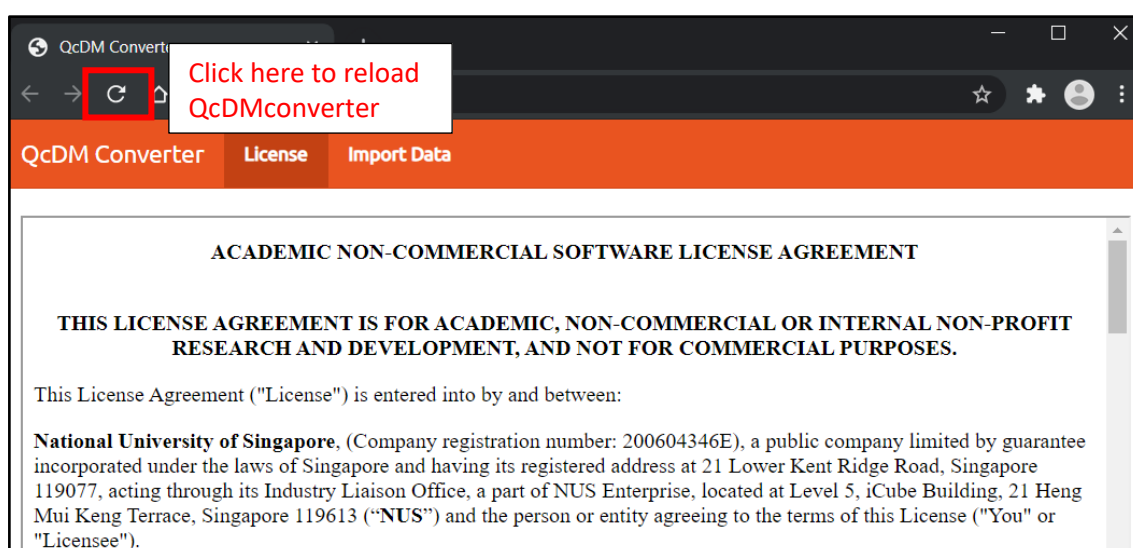 QcDM Converte
Click here to reload
QcDMconverter
QcDM Converter License Import Data
ACADEMIC NON-COMMERCIAL SOFTWARE LICENSE AGREEMENT
THIS LICENSE AGREEMENT IS FOR ACADEMIC, NON-COMMERCIAL OR INTERNAL NON-PROFIT
RESEARCH AND DEVELOPMENT, AND NOT FOR COMMERCIAL PURPOSES.
This License Agreement ("License") is entered into by and between:
National University of Singapore, (Company registration number: 200604346E), a public company limited by guarantee
incorporated under the laws of Singapore and having its registered address at 21 Lower Kent Ridge Road, Singapore
119077, acting through its Industry Liaison Office, a part of NUS Enterprise, located at Level 5, iCube Building, 21 Heng
Mui Keng Terrace, Singapore 119613 (“NUS”) and the person or entity agreeing to the terms of this License ("You" or
"Licensee").